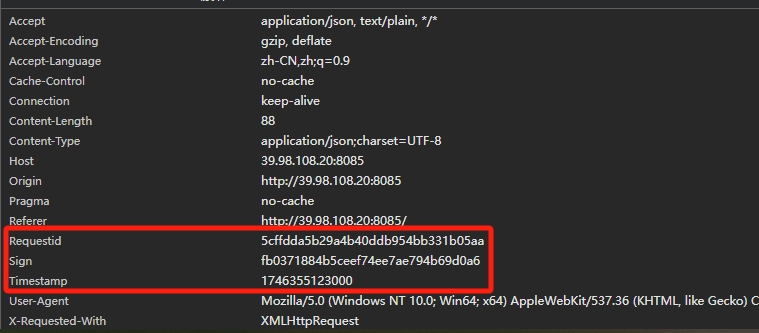 Accept application/json, text/plain, */*
Accept-Encoding gzip, deflate
Accept-Language zh-CN,zh;q=0.9
Cache-Control no-cache
Connection keep-alive
Content-Length 88
Content-Type application/json;charset=UTF-8
Host 39.98.108.20:8085
Origin http://39.98.108.20:8085
Pragma no-cache
Referer http://39.98.108.20:8085/
Requestid 5cffdda5b29a4b40ddb954bb331b05aa
Sign fb0371884b5ceef74ee7ae794b69d0a6
Timestamp 1746355123000
User-Agent Mozilla/5.0 (Windows NT 10.0; Win64; x64) AppleWebKit/537.36 (KHTML, like Gecko) C
X-Requested-With XMLHttpRequest